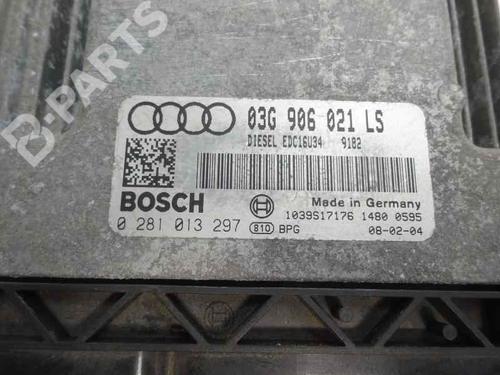 B-PARTS
03G 906 021 LS
DIESEL EDC16U34 9182
BOSCH
Made in Germany
1039S17176 1480 0595
0 281 013 297 810 BPG 08-02-04